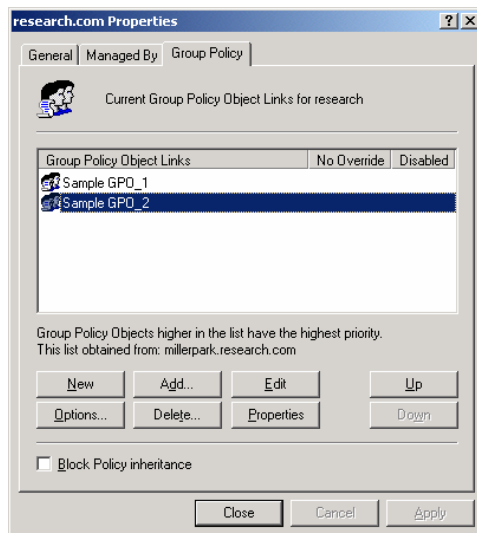 research.com Properties
General Managed By Group Policy
Current Group Policy Object Links for research
Group Policy Object Links No Override Disabled
Sample GPO_1
Sample GPO_2
Group Policy Objects higher in the list have the highest priority.
This list obtained from: millerpark.research.com
New Add... Edit Up
Options... Delete... Properties Down
Block Policy inheritance
Close Cancel Apply